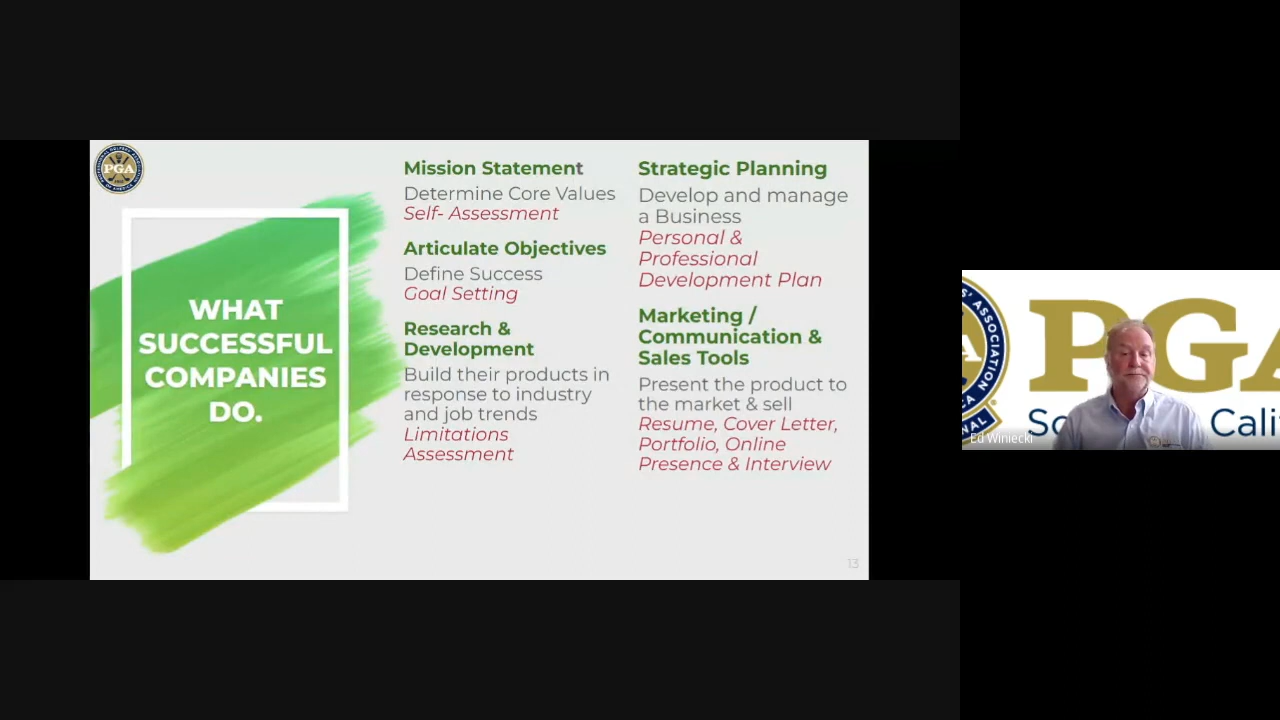 PGA
WHAT
SUCCESSFUL
COMPANIES
DO.
Mission Statement
Determine Core Values
Self- Assessment
Articulate Objectives
Define Success
Goal Setting
Research &
Development
Build their products in
response to industry
and job trends
Limitations
Assessment
Strategic Planning
Develop and manage
a Business
Personal &
Professional
Development Plan
Marketing /
Communication &
Sales Tools
Present the product to
the market & sell
Resume, Cover Letter,
Portfolio, Online
Presence & Interview
13
PGA
ASSOCIATION
Ed Winiecki